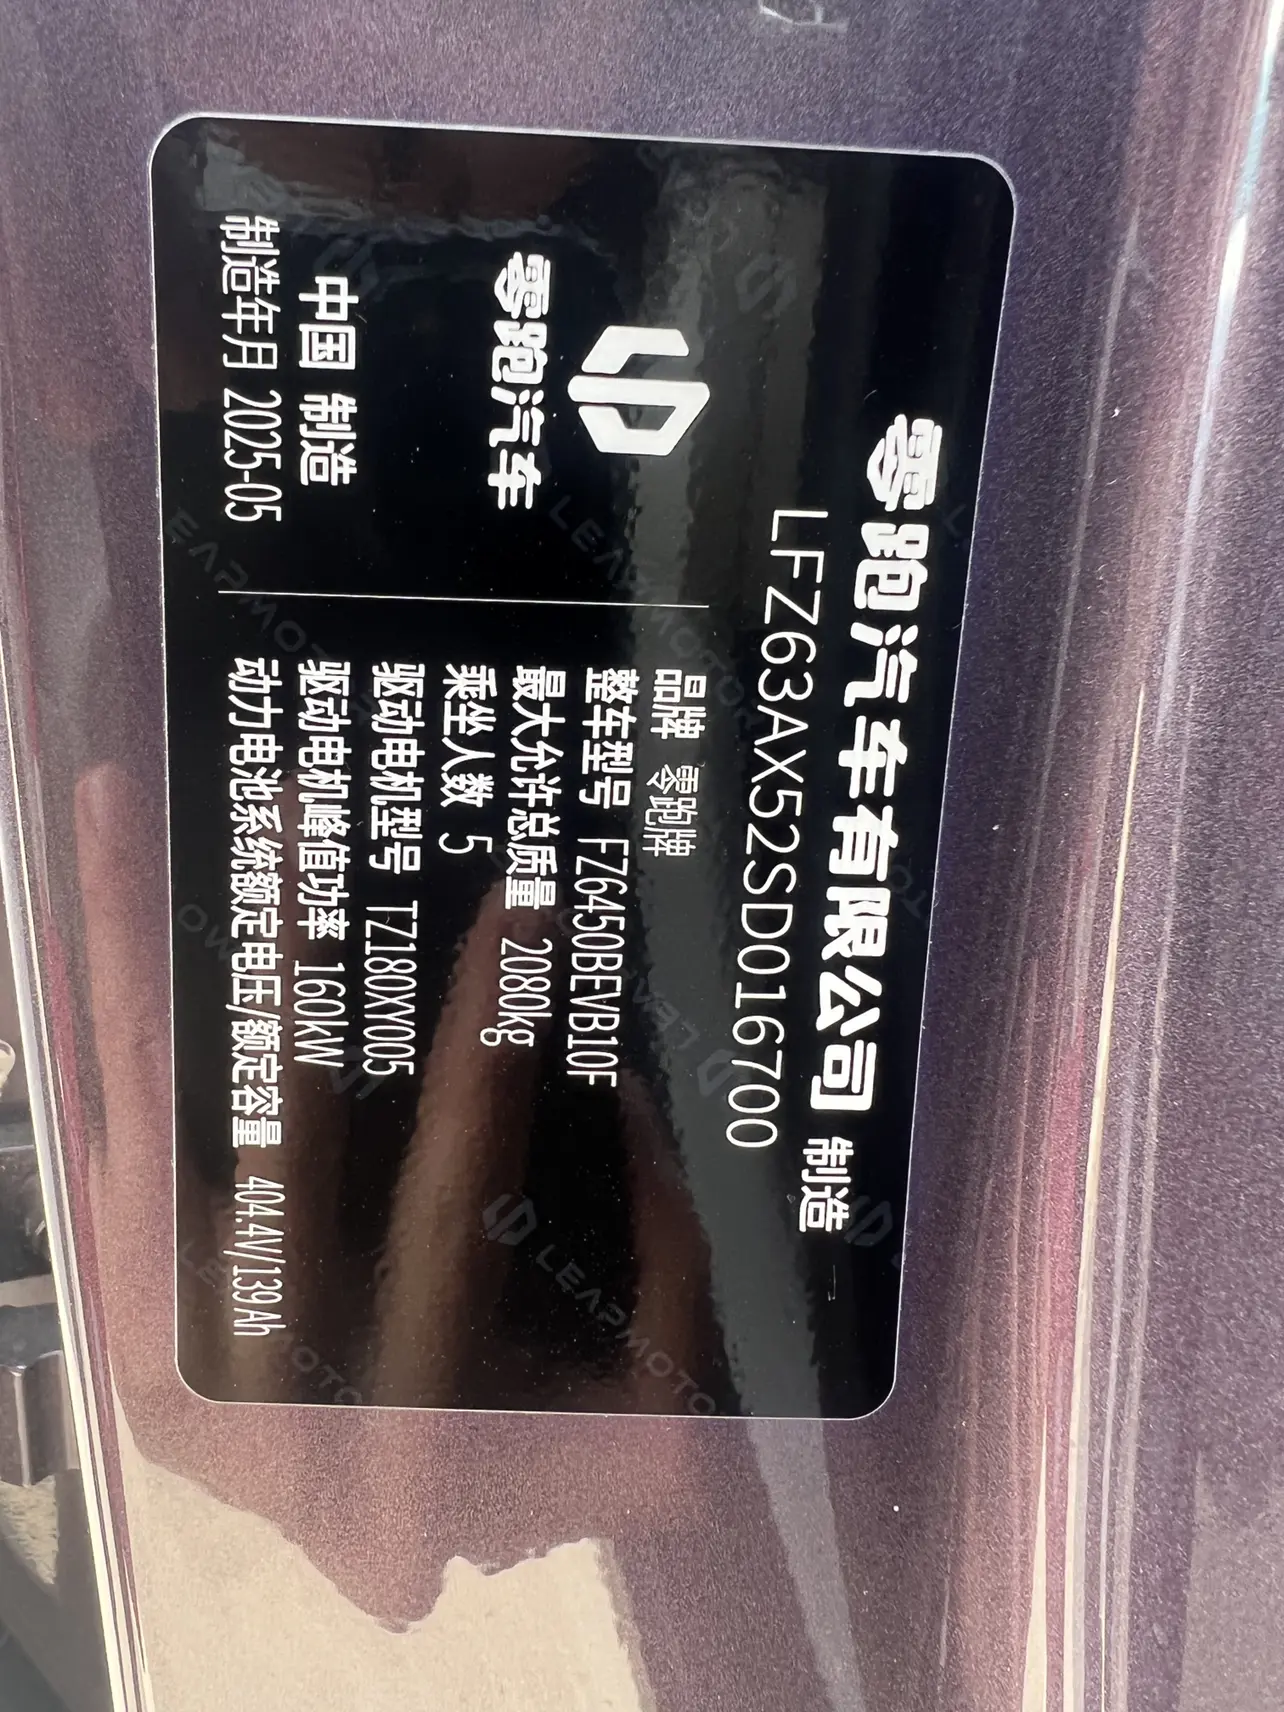 零跑汽车有限公司 制造
LFZ63AX52SD016700
零跑汽车
中国 制造
制造年月 2025-05
品牌 零跑牌
整车型号 FZ6450BEVB10F
最大允许总质量 2080kg
乘坐人数 5
驱动电机型号 TZ180XY005
驱动电机峰值功率 160kW
动力电池系统额定电压/额定容量 404.4V/139Ah
LEAPMOTOR
LEAPMOTOR
LEAPMOTOR